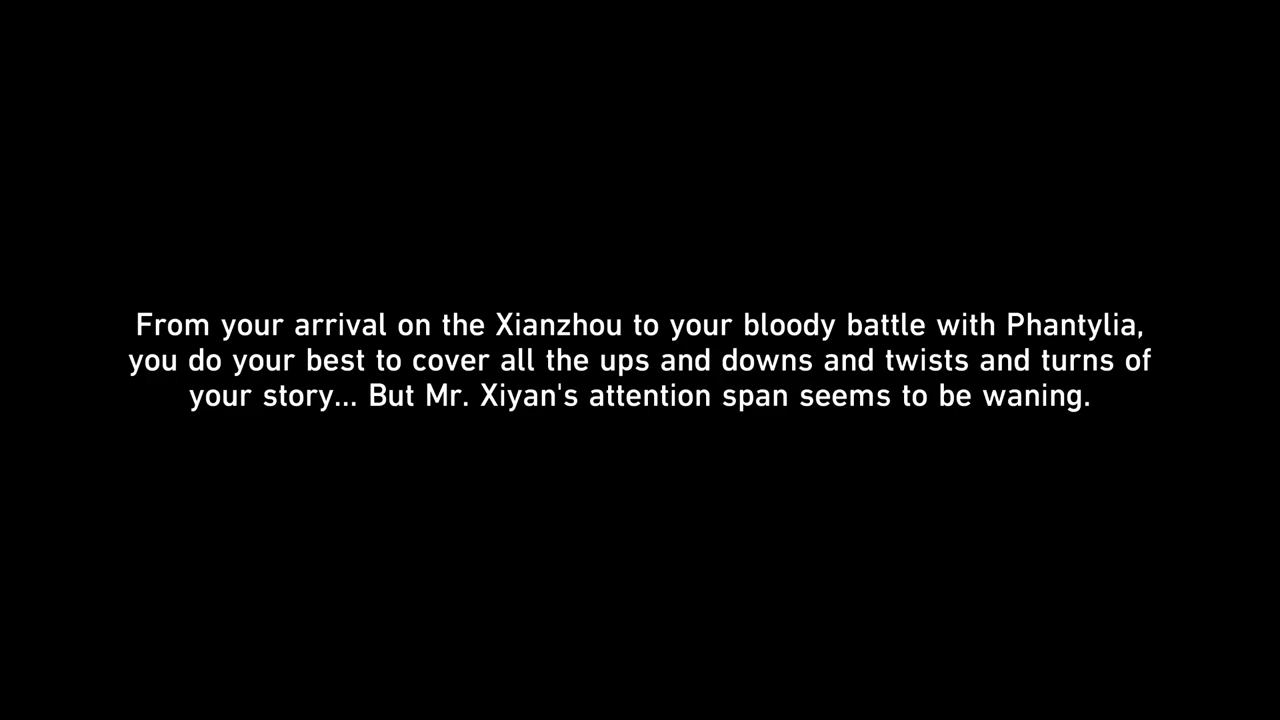 From your arrival on the Xianzhou to your bloody battle with Phantylia,
you do your best to cover all the ups and downs and twists and turns of
your story... But Mr. Xiyan's attention span seems to be waning.